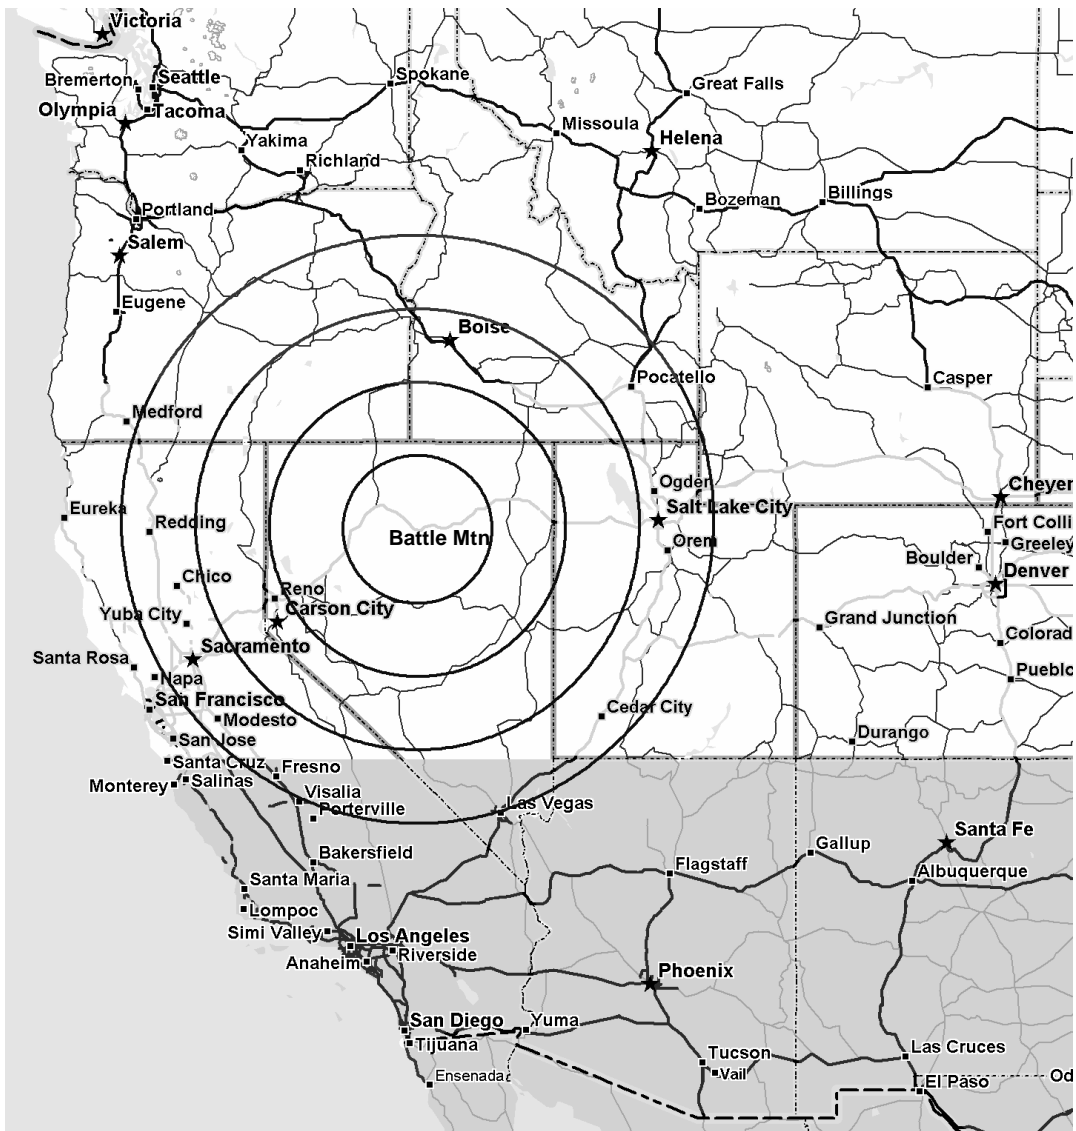 Victoria
Seattle
Bremerton
Spokane
Great Falls
Olympia
Tacoma
Missoula
Yakima
Helena
Richland
Billings
Bozeman
Portland
Salem
Eugene
Boise
Pocatello
Casper
Medford
Ogden
Cheyen
Eureka
Redding
Salt Lake City
Fort Colli
Battle Mtn
Orem
Greeley
Boulder
Denver
Chico
Reno
Carson City
Yuba City
Grand Junction
Colorad
Sacramento
Santa Rosa
Napa
Pueblo
San Francisco
Cedar City
Modesto
San Jose
Durango
Santa Cruz
Fresno
Monterey
Salinas
Visalia
Las Vegas
Porterville
Santa Fe
Gallup
Bakersfield
Flagstaff
Albuquerque
Santa Maria
Lompoc
Simi Valley
Los Angeles
Riverside
Anaheim
Phoenix
San Diego
Yuma
Tijuana
Las Cruces
Tucson
Vail
Ensenada
El Paso
Od